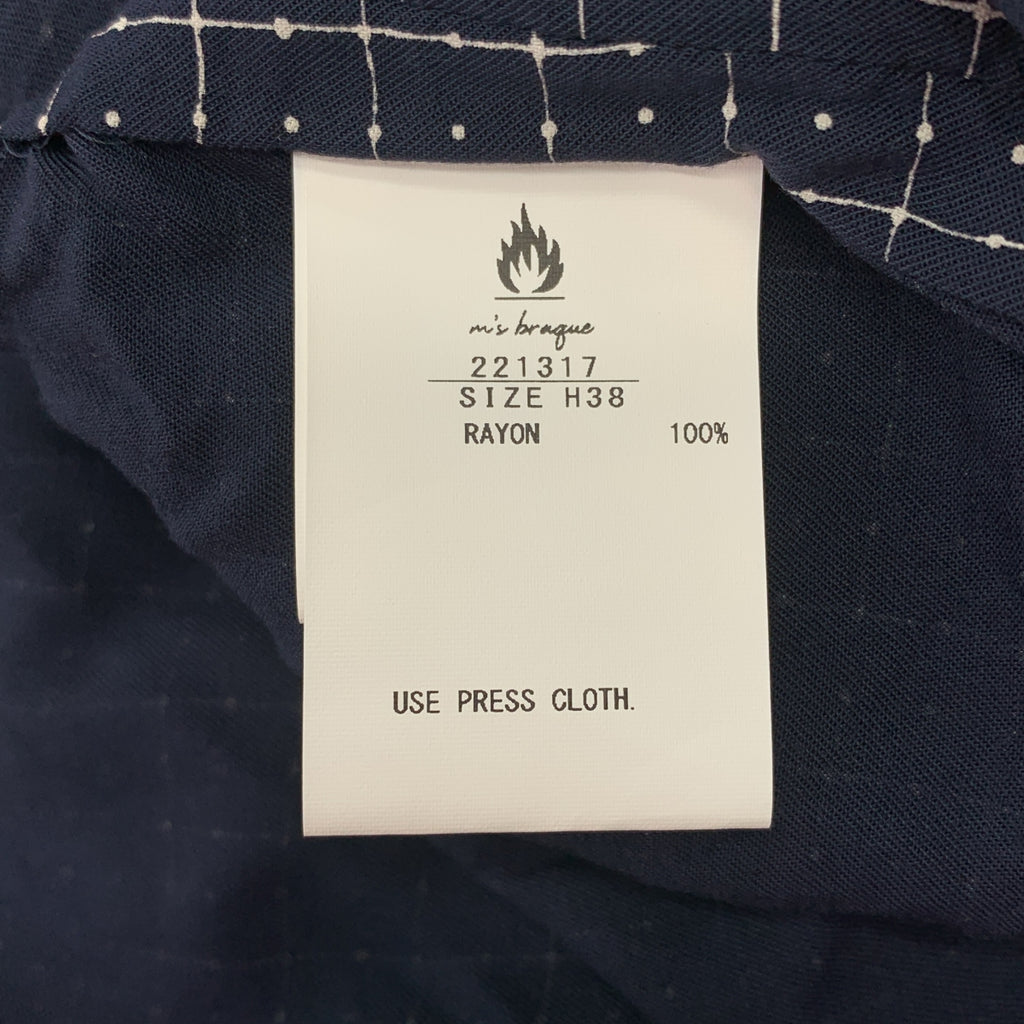 m's braque
221317
SIZE H38
RAYON 100%
USE PRESS CLOTH.